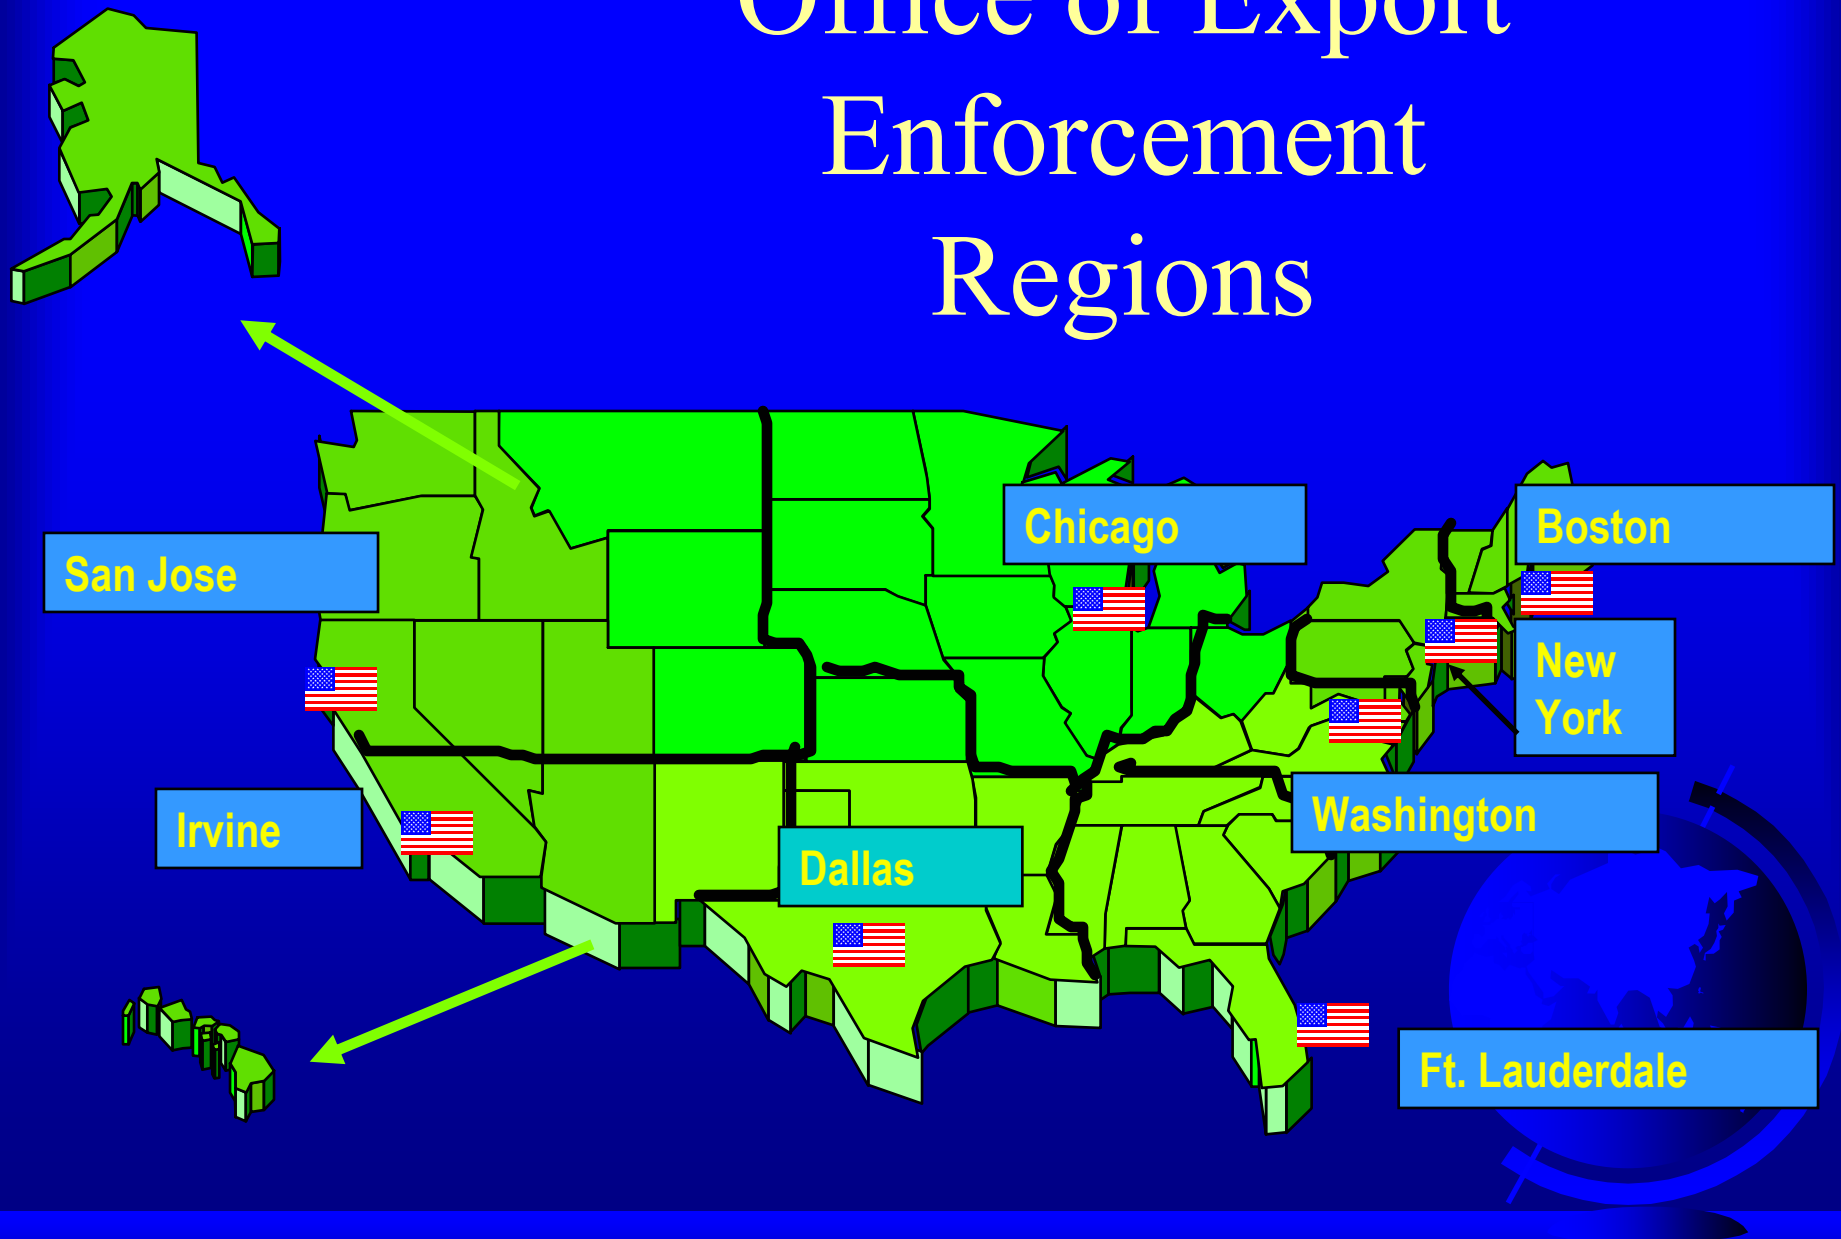 Office of Export
Enforcement
Regions
Chicago
Boston
San Jose
New
York
Irvine
Washington
Dallas
Ft. Lauderdale